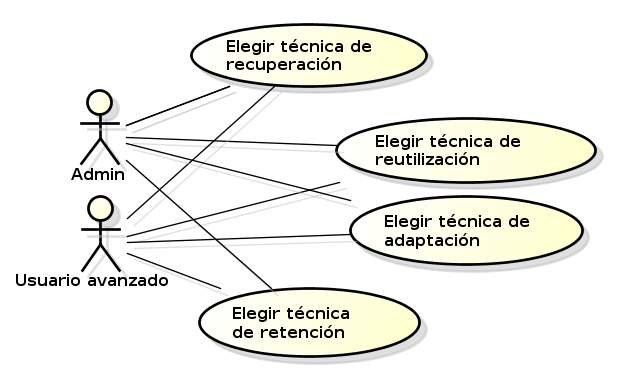 Elegir técnica de
recuperación
Elegir técnica de
reutilización
Admin
Elegir técnica de
adaptación
Usuario avanzado
Elegir técnica
de retención